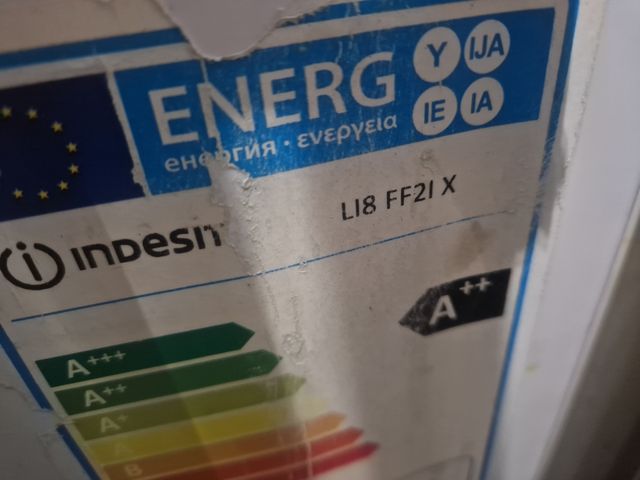 ENERG
Y IJA
IE IA
енергия · ενεργεια
INDESIT
LI8 FF2I X
A++
A+++
A++
A+
A
B